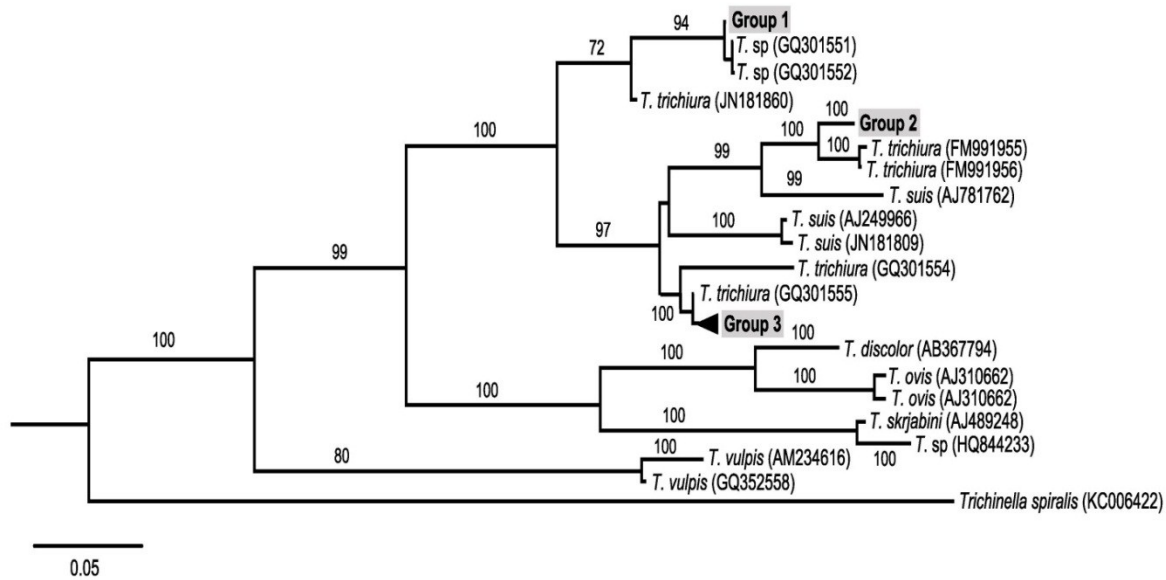 94
Group 1
T. sp (GQ301551)
72
T. sp (GQ301552)
T. trichiura (JN181860)
100
100
Group 2
100
100
T. trichiura (FM991955)
99
T. trichiura (FM991956)
99
T. suis (AJ781762)
T. suis (AJ249966)
100
97
T. suis (JN181809)
99
T. trichiura (GQ301554)
T. trichiura (GQ301555)
100
Group 3
100
100
T. discolor (AB367794)
100
100
T. ovis (AJ310662)
100
T. ovis (AJ310662)
100
T. skrjabini (AJ489248)
T. sp (HQ844233)
100
80
100
T. vulpis (AM234616)
T. vulpis (GQ352558)
Trichinella spiralis (KC006422)
0.05